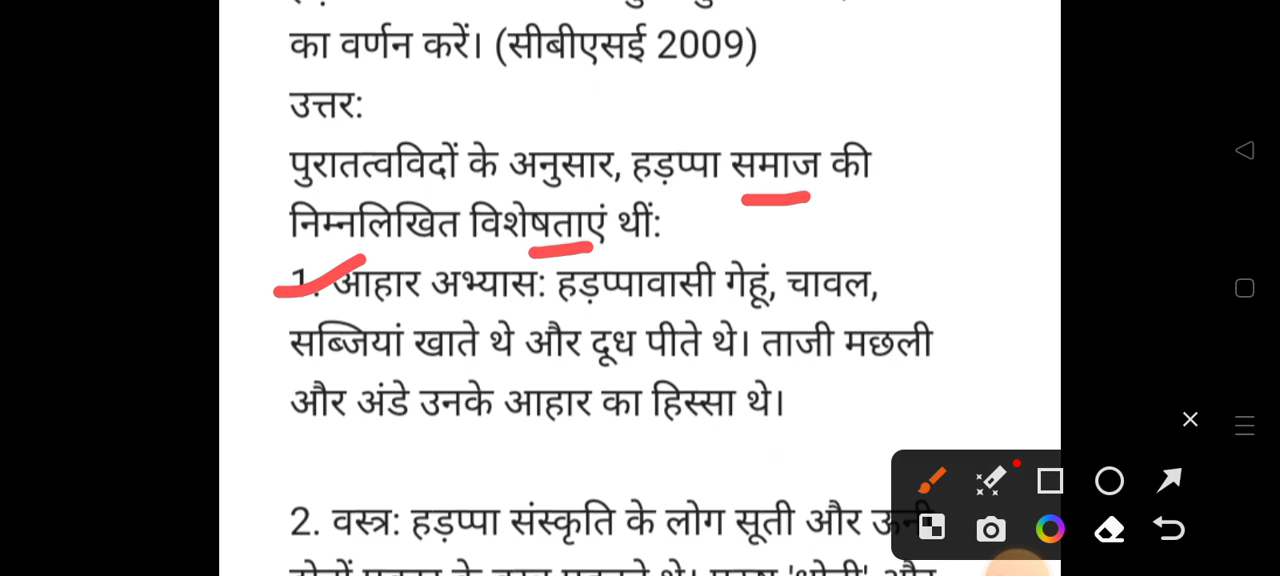 का वर्णन करें। (सीबीएसई 2009)
उत्तर:
पुरातत्वविदों के अनुसार, हड़प्पा समाज की
निम्नलिखित विशेषताएं थीं:
1. आहार अभ्यास: हड़प्पावासी गेहूं, चावल,
सब्जियां खाते थे और दूध पीते थे। ताजी मछली
और अंडे उनके आहार का हिस्सा थे।
2. वस्त्र: हड़प्पा संस्कृति के लोग सूती और ऊनी